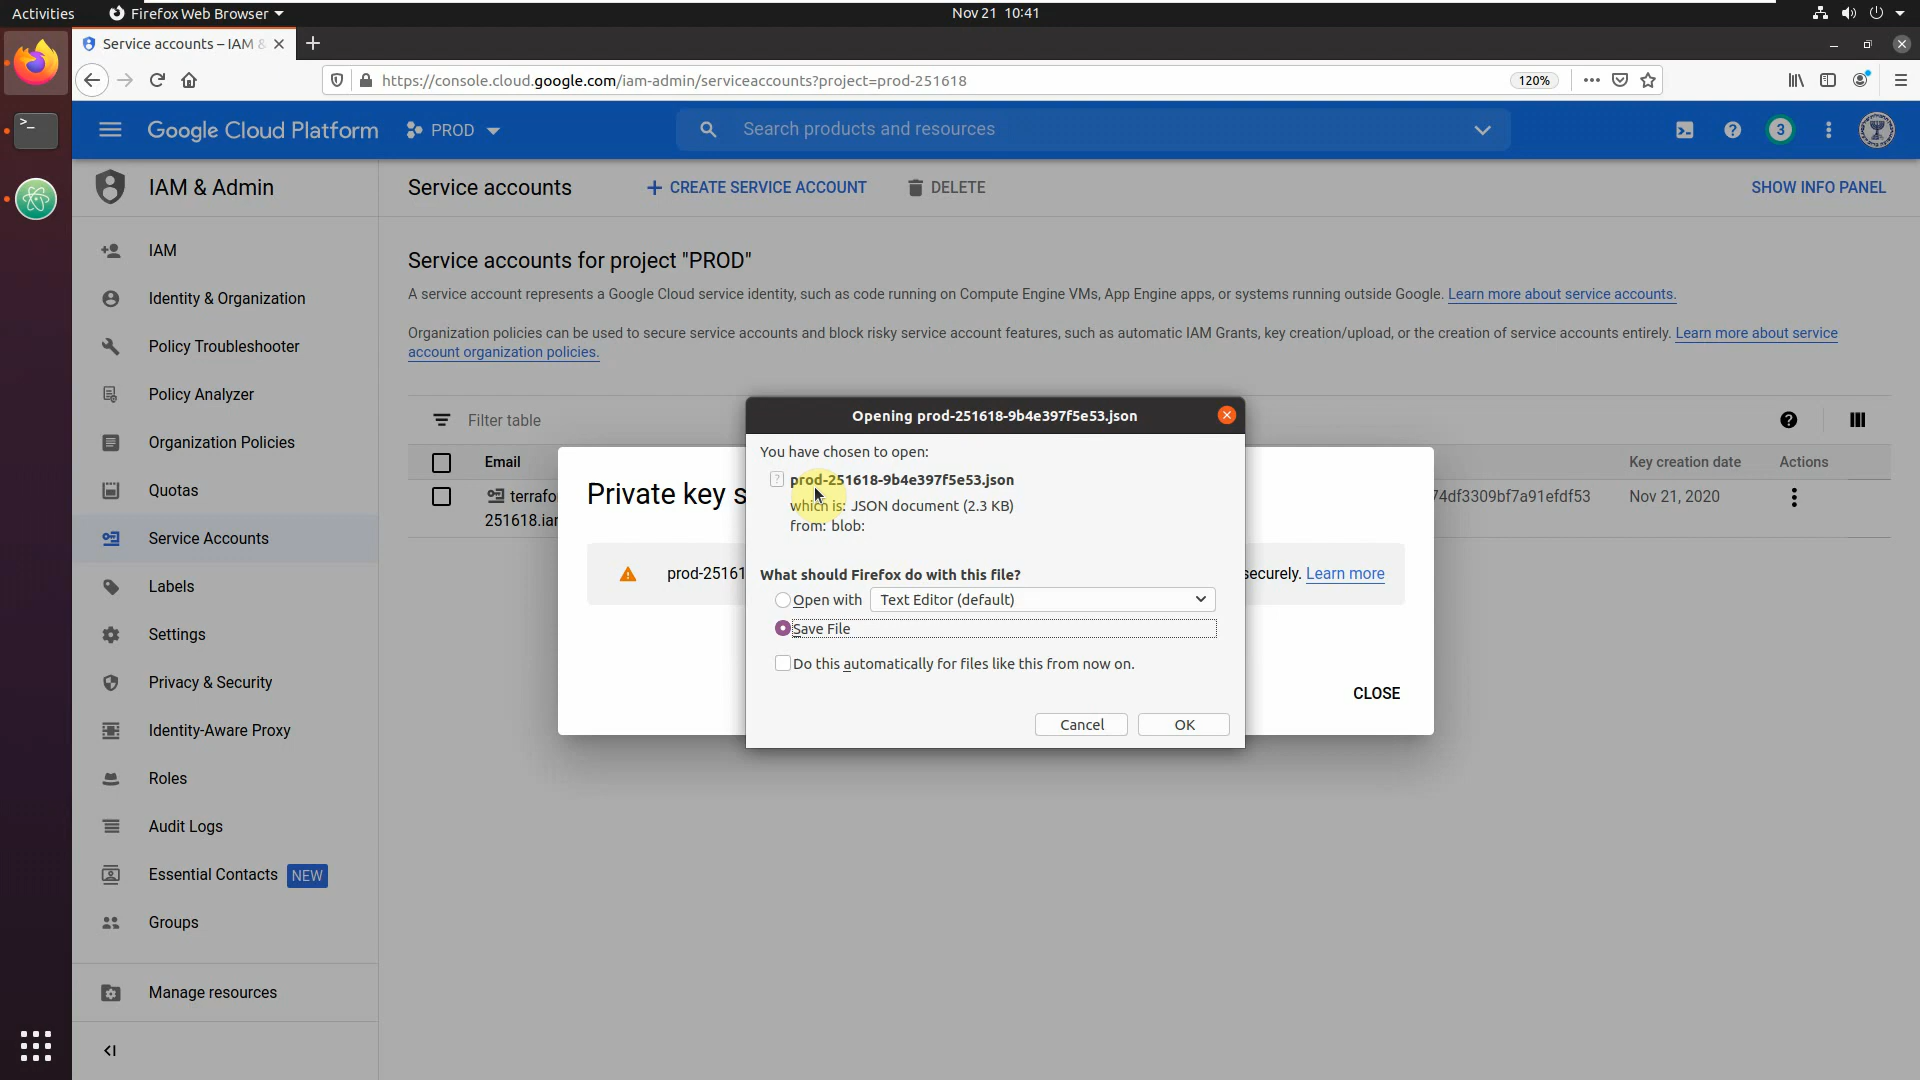 Activities
Firefox Web Browser
Nov 21 10:41
Service accounts – IAM &
https://console.cloud.google.com/iam-admin/serviceaccounts?project=prod-251618
120%
Google Cloud Platform
PROD
Search products and resources
3
IAM & Admin
Service accounts
CREATE SERVICE ACCOUNT
DELETE
SHOW INFO PANEL
IAM
Identity & Organization
Policy Troubleshooter
Policy Analyzer
Organization Policies
Quotas
Service Accounts
Labels
Settings
Privacy & Security
Identity-Aware Proxy
Roles
Audit Logs
Essential Contacts NEW
Groups
Manage resources
Service accounts for project "PROD"
A service account represents a Google Cloud service identity, such as code running on Compute Engine VMs, App Engine apps, or systems running outside Google. Learn more about service accounts.
Organization policies can be used to secure service accounts and block risky service account features, such as automatic IAM Grants, key creation/upload, or the creation of service accounts entirely. Learn more about service
account organization policies.
Filter table
Email
Key creation date
Actions
terrafo
251618.iam
74df3309bf7a91efdf53
Nov 21, 2020
Private key s
prod-25161
securely. Learn more
CLOSE
Opening prod-251618-9b4e397f5e53.json
You have chosen to open:
prod-251618-9b4e397f5e53.json
which is: JSON document (2.3 KB)
from: blob:
What should Firefox do with this file?
Open with
Text Editor (default)
Save File
Do this automatically for files like this from now on.
Cancel
OK